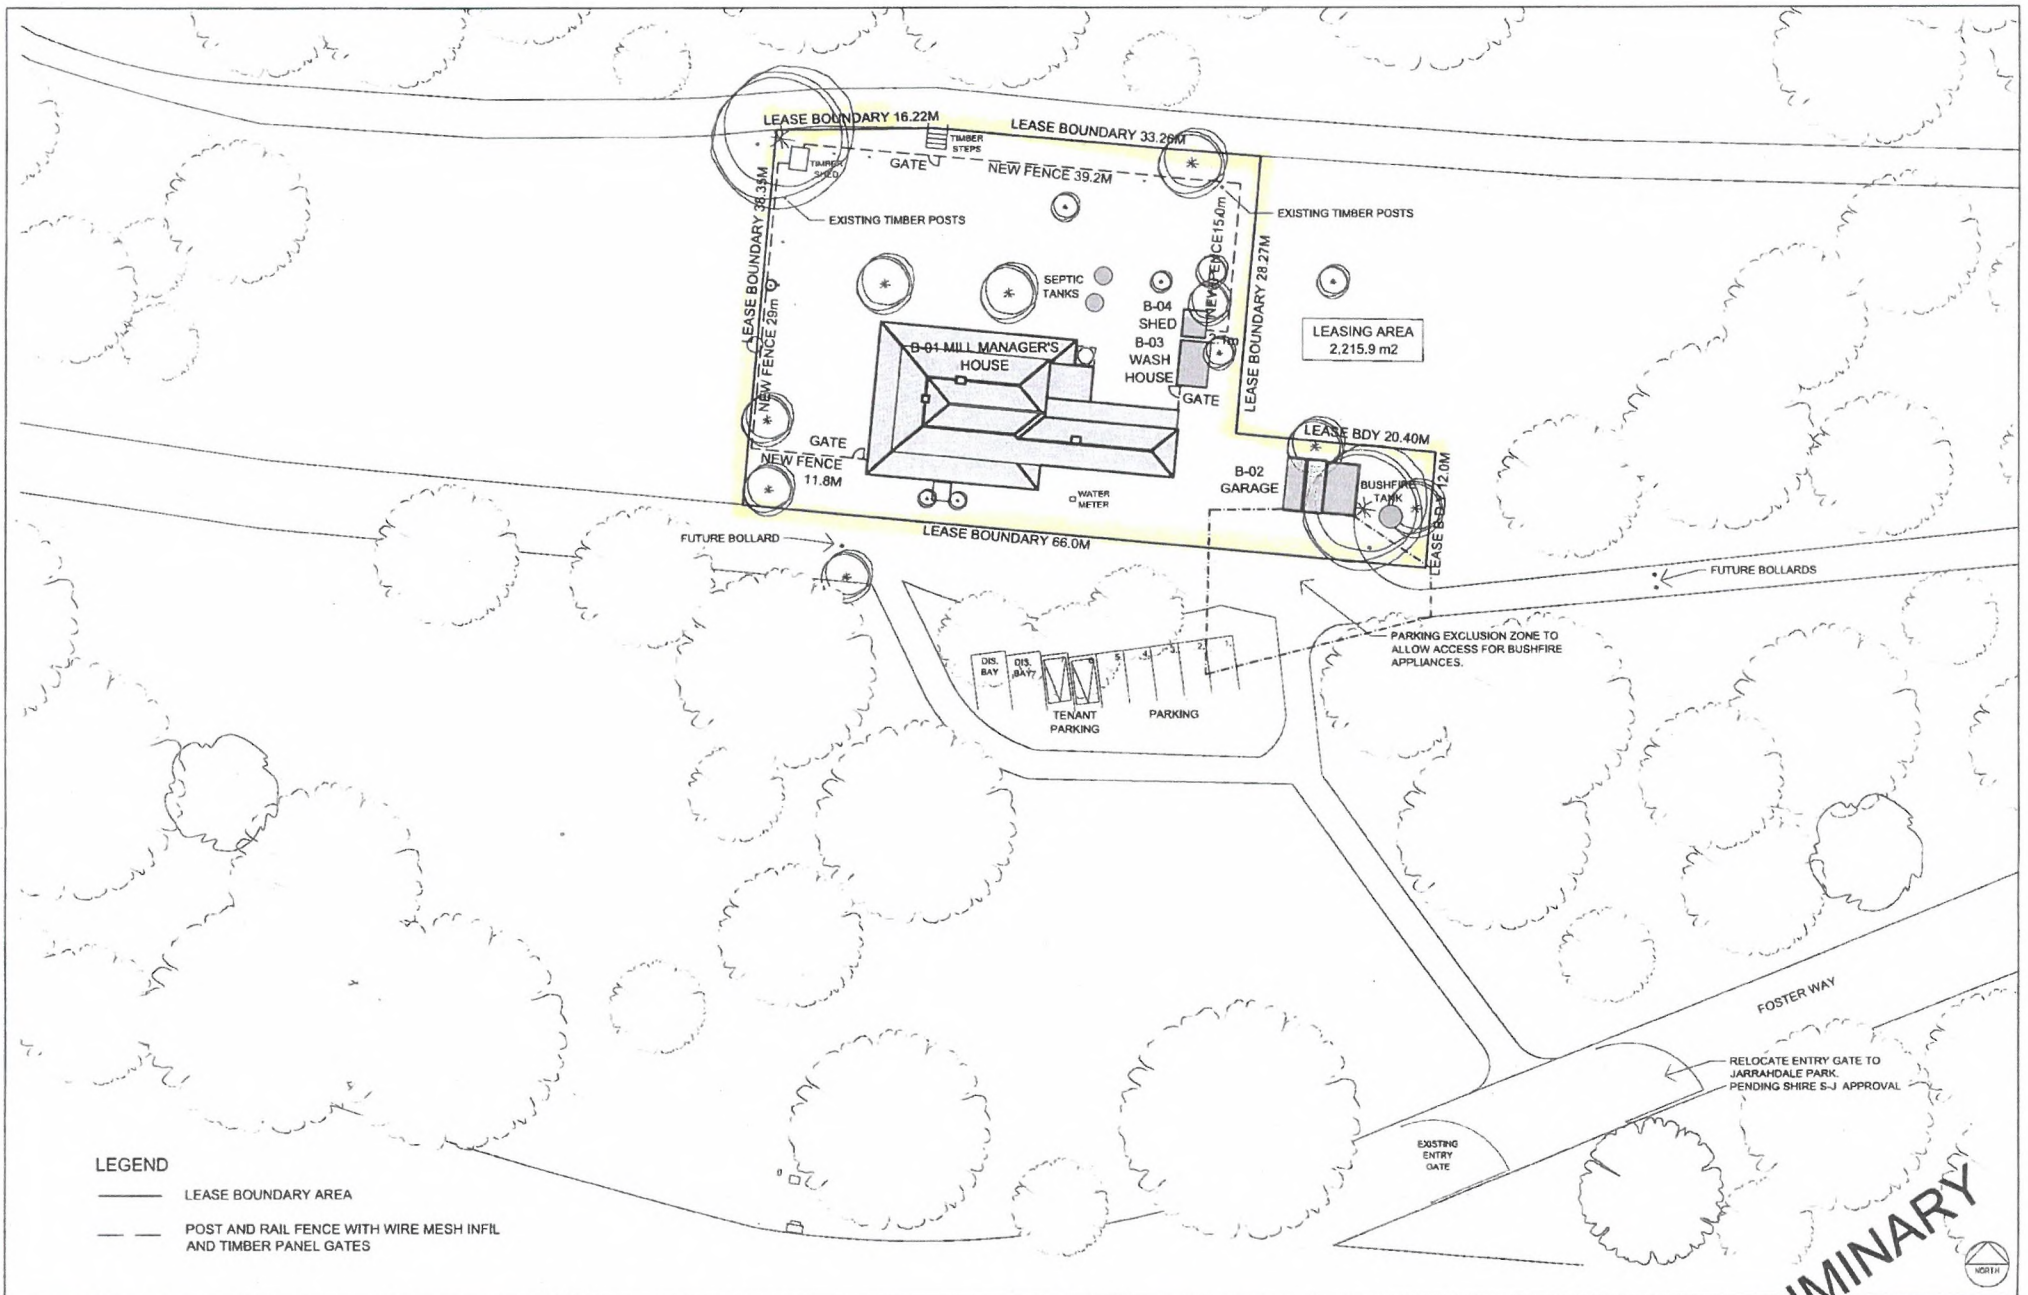 LEASE BOUNDARY 16.22M
LEASE BOUNDARY 33.26M
TIMBER
STEPS
GATE
NEW FENCE 39.2M
TIMBER
SHED
EXISTING TIMBER POSTS
EXISTING TIMBER POSTS
LEASE BOUNDARY 38.35M
NEW FENCE 29m
NEW FENCE 15.0m
LEASE BOUNDARY 28.27M
SEPTIC
TANKS
B-04
SHED
B-03
WASH
HOUSE
GATE
LEASING AREA
2,215.9 m2
B-01 MILL MANAGER'S
HOUSE
GATE
NEW FENCE
11.8M
LEASE BDY 20.40M
B-02
GARAGE
BUSHFIRE
TANK
LEASE B-D-Y 12.0M
WATER
METER
LEASE BOUNDARY 66.0M
FUTURE BOLLARD
FUTURE BOLLARDS
PARKING EXCLUSION ZONE TO
ALLOW ACCESS FOR BUSHFIRE
APPLIANCES.
DIS.
BAY
DIS.
BAY
5.
4.
3.
2.
1.
TENANT
PARKING
PARKING
FOSTER WAY
RELOCATE ENTRY GATE TO
JARRAHDALE PARK.
PENDING SHIRE S-J APPROVAL
EXISTING
ENTRY
GATE
LEGEND
LEASE BOUNDARY AREA
POST AND RAIL FENCE WITH WIRE MESH INFIL
AND TIMBER PANEL GATES
IMINARY
NORTH